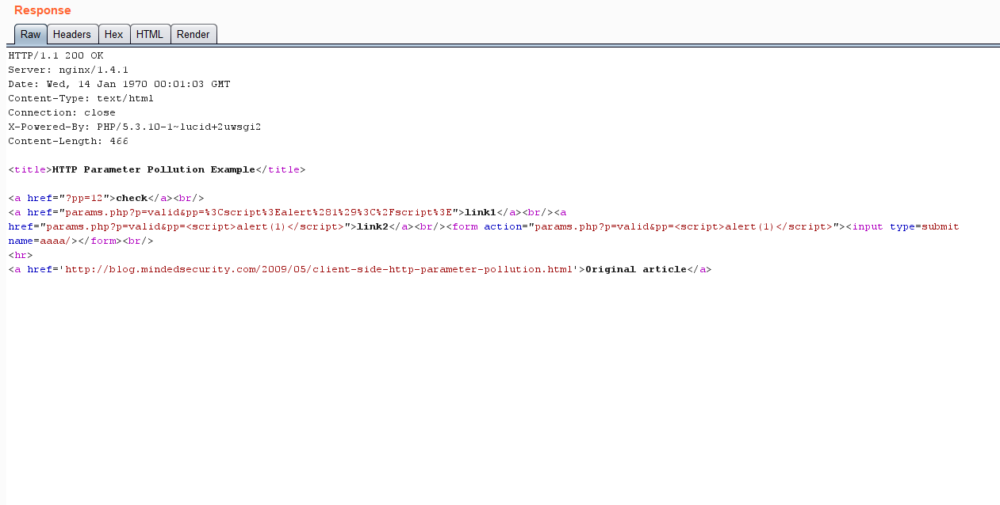 Response
Raw Headers Hex HTML Render
HTTP/1.1 200 OK
Server: nginx/1.4.1
Date: Wed, 14 Jan 1970 00:01:03 GMT
Content-Type: text/html
Connection: close
X-Powered-By: PHP/5.3.10-1~lucid+2uwsgi2
Content-Length: 466
<title>HTTP Parameter Pollution Example</title>
<a href="?pp=12">check</a><br/>
<a href="params.php?p=valid&pp=%3Cscript%3Ealert%281%29%3C%2Fscript%3E">link1</a><br/><a
href="params.php?p=valid&pp=<script>alert(1)</script>">link2</a><br/><form action="params.php?p=valid&pp=<script>alert(1)</script>"><input type=submit
name=aaaa/></form><br/>
<hr>
<a href='http://blog.mindedsecurity.com/2009/05/client-side-http-parameter-pollution.html'>Original article</a>